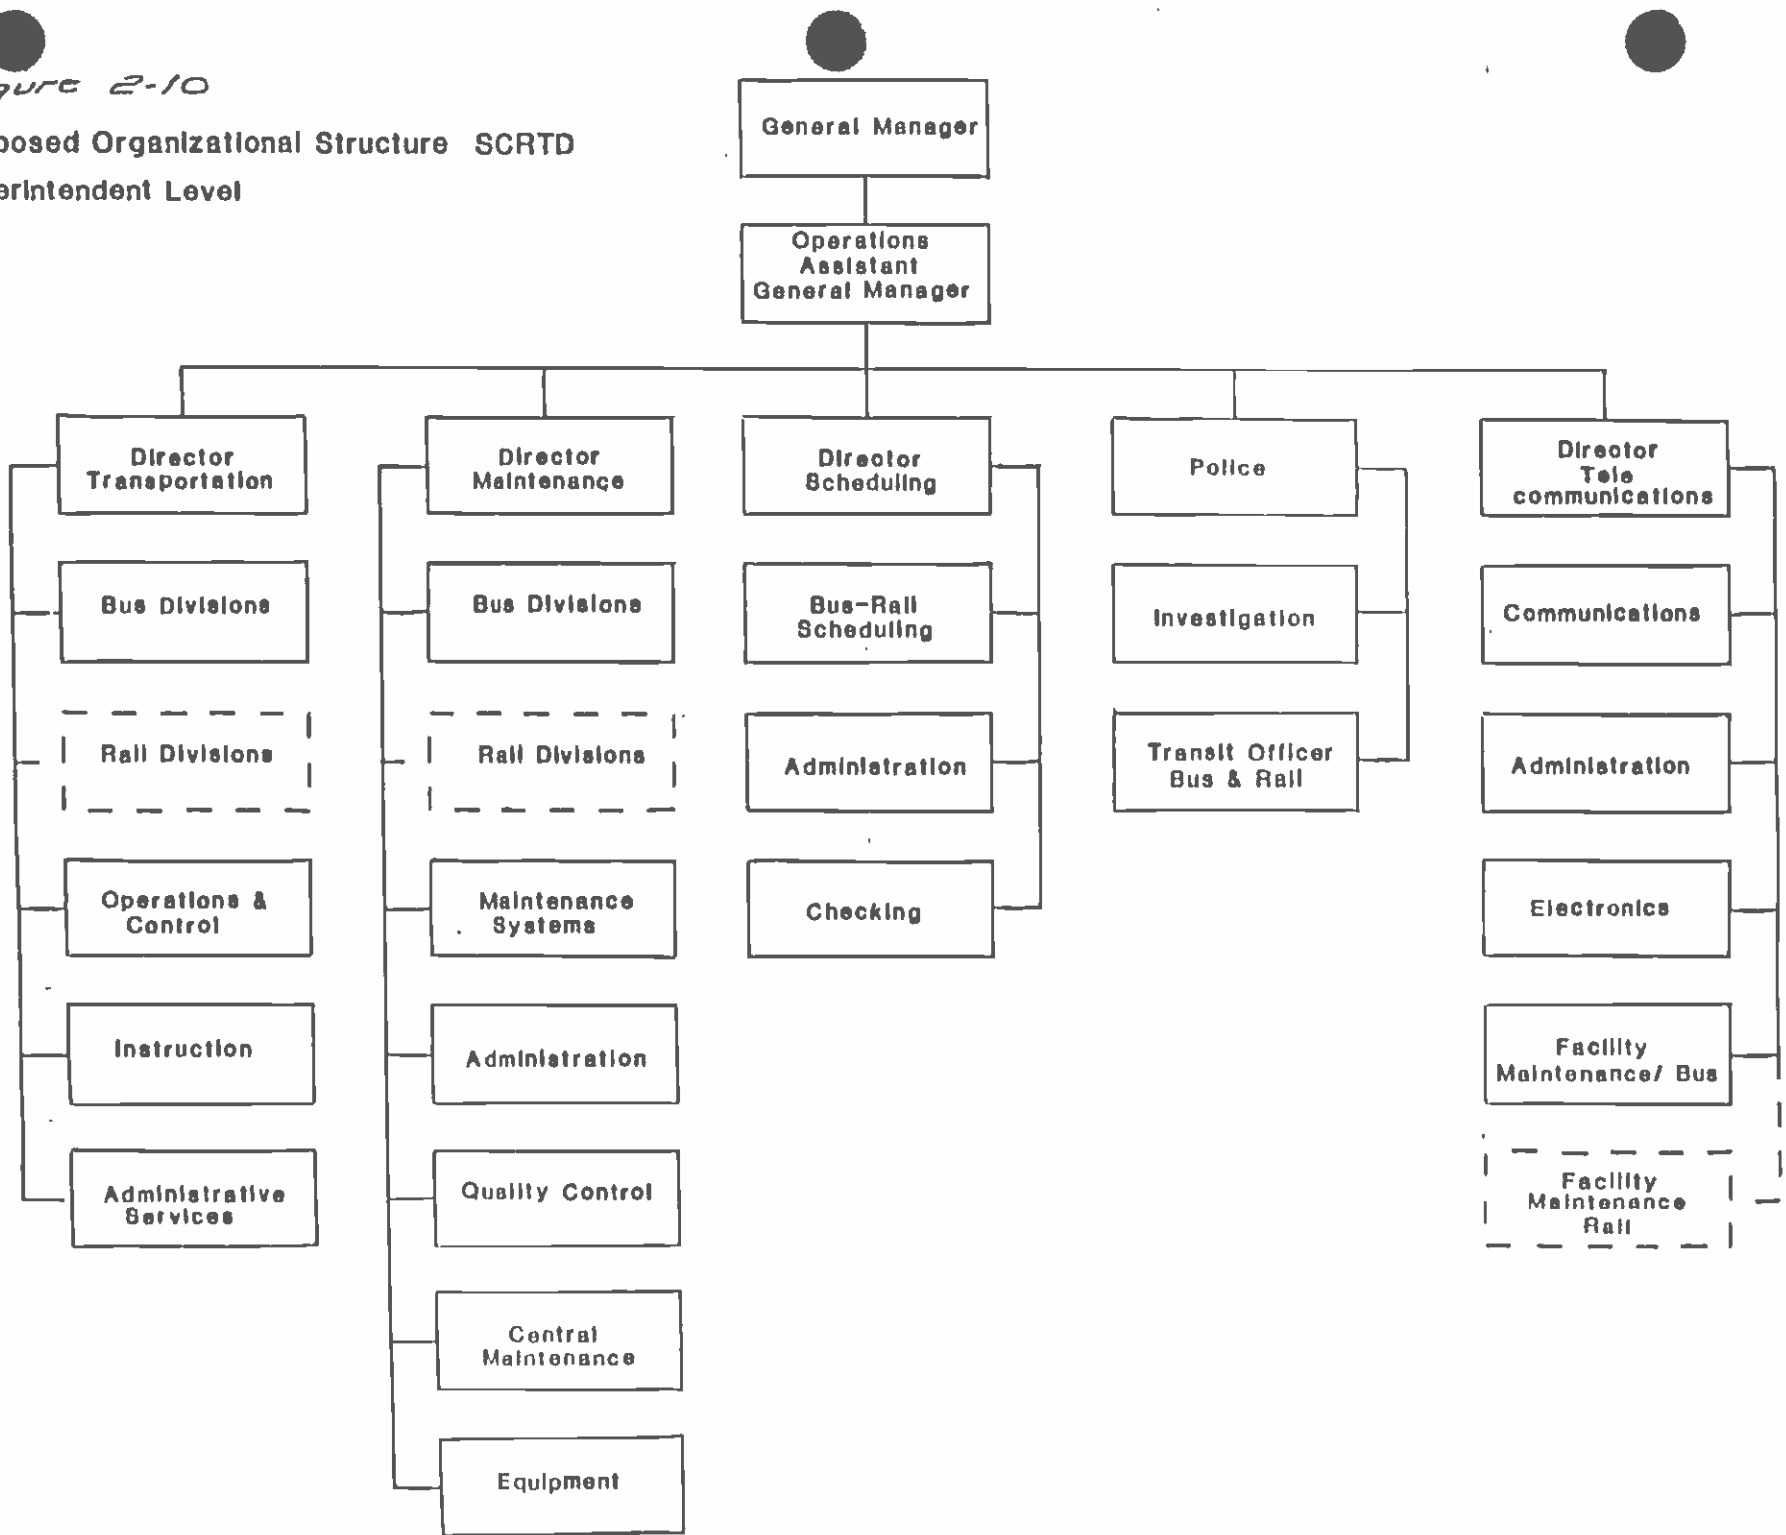 gure 2-10
posed Organizational Structure SCRTD
erintendent Level
General Manager
Operations
Assistant
General Manager
Director
Transportation
Bus Divisions
Rail Divisions
Operations &
Control
Instruction
Administrative
Services
Director
Maintenance
Bus Divisions
Rail Divisions
Maintenance
Systems
Administration
Quality Control
Central
Maintenance
Equipment
Director
Scheduling
Bus-Rail
Scheduling
Administration
Checking
Police
Investigation
Transit Officer
Bus & Rail
Director
Tele
communications
Communications
Administration
Electronics
Facility
Maintenance/ Bus
Facility
Maintenance
Rail